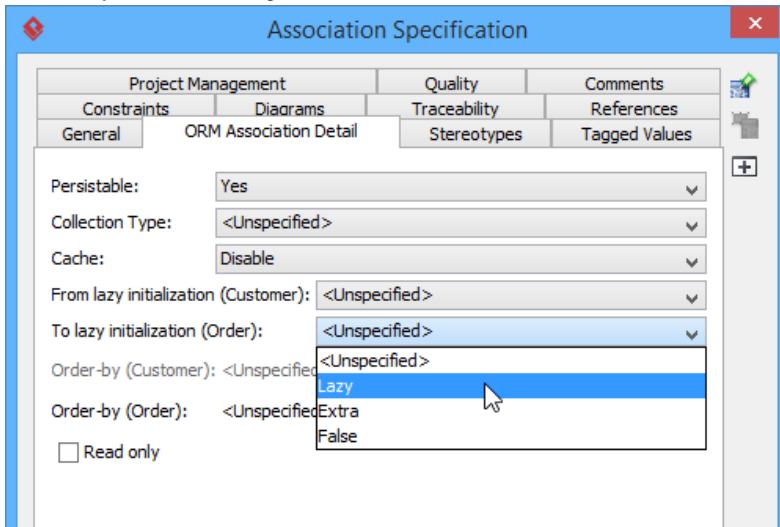 Association Specification
Project Management Quality Comments
Constraints Diagrams Traceability References
General ORM Association Detail Stereotypes Tagged Values
Persistable: Yes
Collection Type: <Unspecified>
Cache: Disable
From lazy initialization (Customer): <Unspecified>
To lazy initialization (Order): <Unspecified>
<Unspecified>
Order-by (Customer): <Unspecified
Lazy
Order-by (Order): <Unspecified
Extra
False
Read only